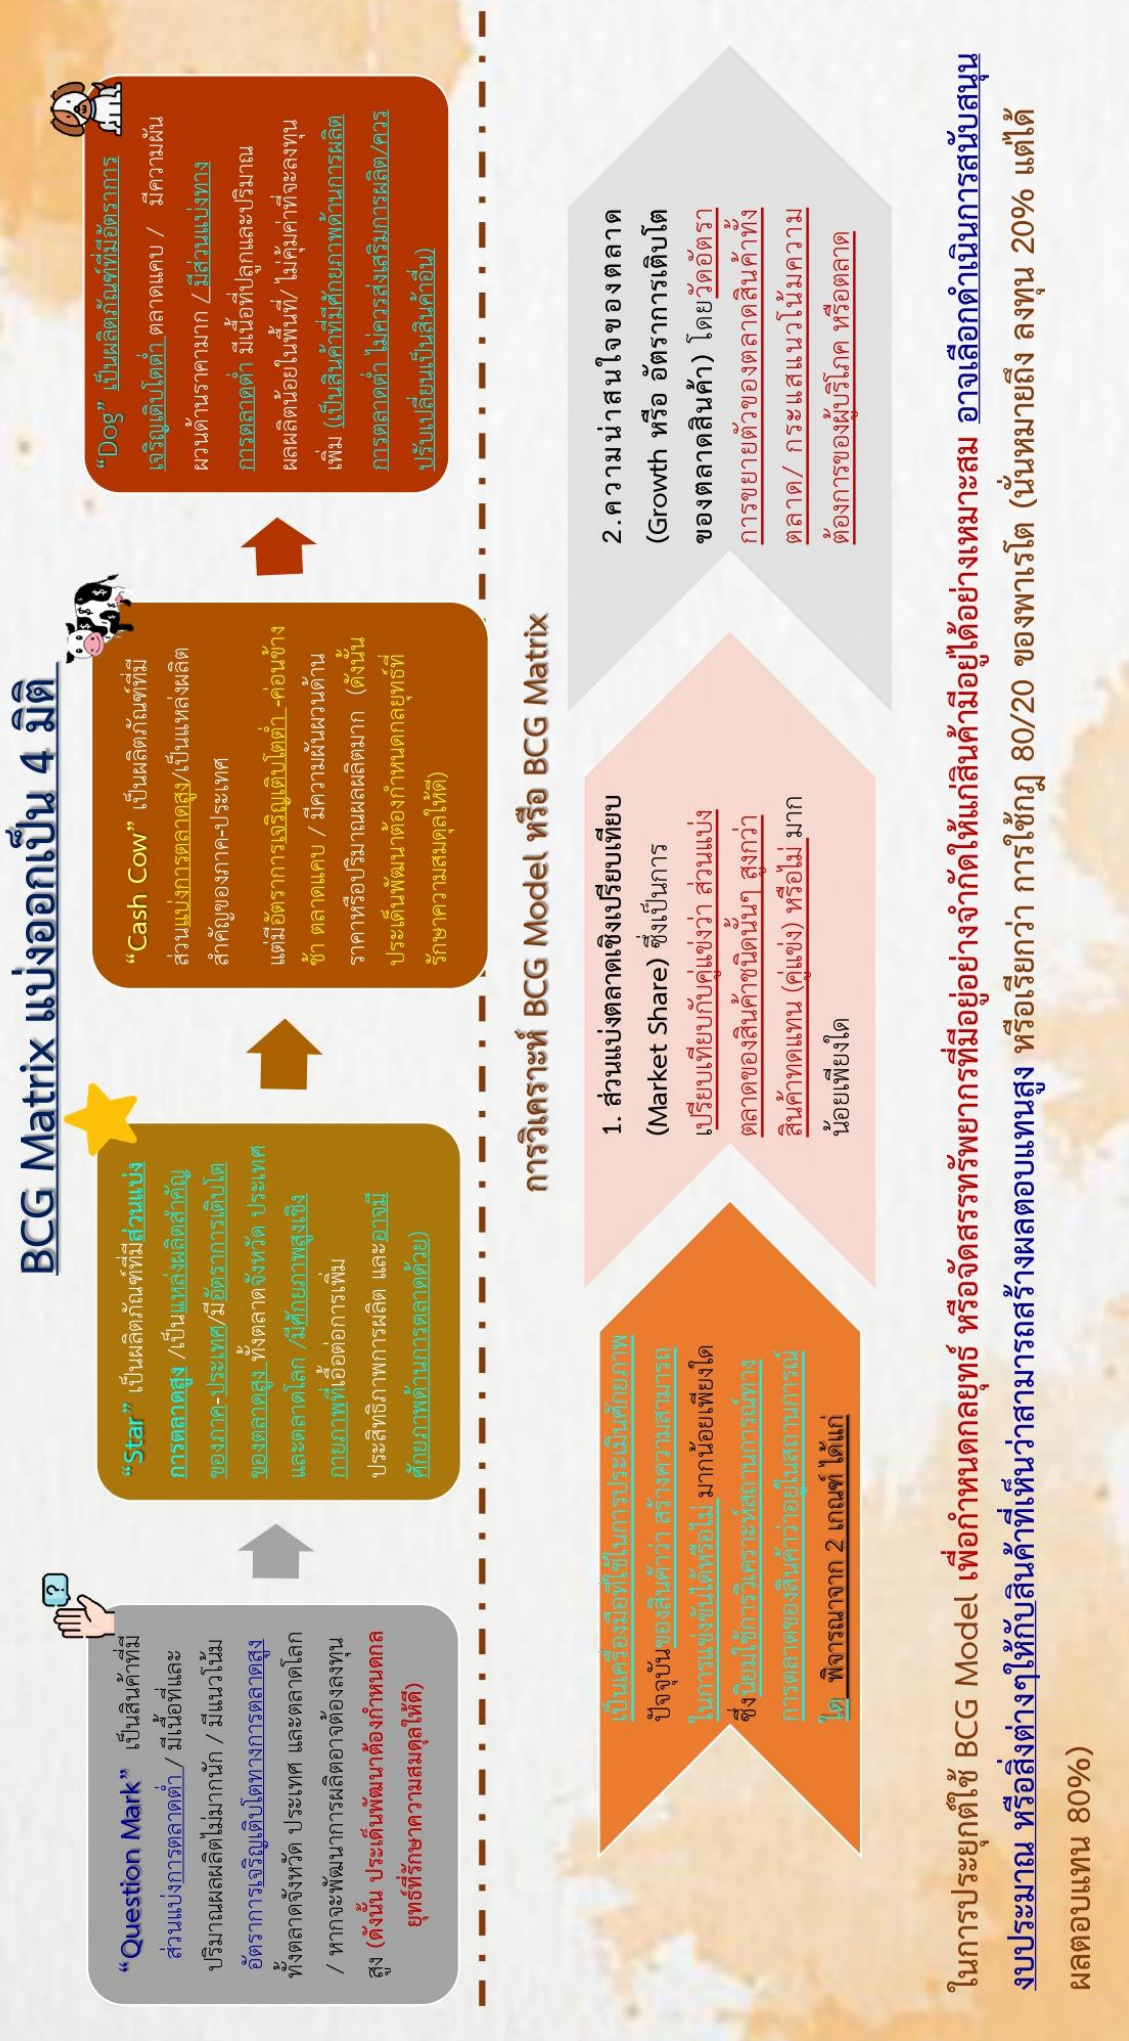 BCG Matrix แบ่งออกเป็น 4 มิติ
“Question Mark” เป็นสินค้าที่มี
ส่วนแบ่งการตลาดต่ำ / มีเนื้อที่และ
ปริมาณผลผลิตไม่มากนัก / มีแนวโน้ม
อัตราการเจริญเติบโตทางการตลาดสูง
ทั้งตลาดจังหวัด ประเทศ และตลาดโลก
/ หากจะพัฒนาการผลิตอาจต้องลงทุน
สูง (ดังนั้น ประเด็นพัฒนาต้องกำหนดกล
ยุทธ์ที่รักษาความสมดุลให้ดี)
?
“Star” เป็นผลิตภัณฑ์ที่มีส่วนแบ่ง
การตลาดสูง /เป็นแหล่งผลิตสำคัญ
ของภาค-ประเทศ/มีอัตราการเติบโต
ของตลาดสูง ทั้งตลาดจังหวัด ประเทศ
และตลาดโลก /มีศักยภาพสูงเชิง
กายภาพที่เอื้อต่อการเพิ่ม
ประสิทธิภาพการผลิต และอาจมี
ศักยภาพด้านการตลาดด้วย)
“Cash Cow” เป็นผลิตภัณฑ์ที่มี
ส่วนแบ่งการตลาดสูง/เป็นแหล่งผลิต
สำคัญของภาค-ประเทศ
แต่มีอัตราการเจริญเติบโตต่ำ -ค่อนข้าง
ช้า ตลาดแคบ / มีความผันผวนด้าน
ราคาหรือปริมาณผลผลิตมาก (ดังนั้น
ประเด็นพัฒนาต้องกำหนดกลยุทธ์ที่
รักษาความสมดุลให้ดี)
“Dog” เป็นผลิตภัณฑ์ที่มีอัตราการ
เจริญเติบโตต่ำ ตลาดแคบ / มีความผัน
ผวนด้านราคามาก / มีส่วนแบ่งทาง
การตลาดต่ำ มีเนื้อที่ปลูกและปริมาณ
ผลผลิตน้อยในพื้นที่/ ไม่คุ้มค่าที่จะลงทุน
เพิ่ม (เป็นสินค้าที่มีศักยภาพด้านการผลิต
การตลาดต่ำ ไม่ควรส่งเสริมการผลิต/ควร
ปรับเปลี่ยนเป็นสินค้าอื่น)
การวิเคราะห์ BCG Model หรือ BCG Matrix
เป็นเครื่องมือที่ใช้ในการประเมินศักยภาพ
ปัจจุบันของสินค้าว่า สร้างความสามารถ
ในการแข่งขันได้หรือไม่ มากน้อยเพียงใด
ซึ่งนิยมใช้การวิเคราะห์สถานการณ์ทาง
การตลาดของสินค้าว่าอยู่ในสถานการณ์
ใด พิจารณาจาก 2 เกณฑ์ ได้แก่
1. ส่วนแบ่งตลาดเชิงเปรียบเทียบ
(Market Share) ซึ่งเป็นการ
เปรียบเทียบกับคู่แข่งว่า ส่วนแบ่ง
ตลาดของสินค้าชนิดนั้นๆ สูงกว่า
สินค้าทดแทน (คู่แข่ง) หรือไม่ มาก
น้อยเพียงใด
2.ความน่าสนใจของตลาด
(Growth หรือ อัตราการเติบโต
ของตลาดสินค้า) โดยวัดอัตรา
การขยายตัวของตลาดสินค้าทั้ง
ตลาด/ กระแสแนวโน้มความ
ต้องการของผู้บริโภค หรือตลาด
ในการประยุกต์ใช้ BCG Model เพื่อกำหนดกลยุทธ์ หรือจัดสรรทรัพยากรที่มีอยู่อย่างจำกัดให้แก่สินค้ามีอยู่ได้อย่างเหมาะสม อาจเลือกดำเนินการสนับสนุน
งบประมาณ หรือสิ่งต่างๆให้กับสินค้าที่เห็นว่าสามารถสร้างผลตอบแทนสูง หรือเรียกว่า การใช้กฎ 80/20 ของพาเรโต (นั่นหมายถึง ลงทุน 20% แต่ได้
ผลตอบแทน 80%)